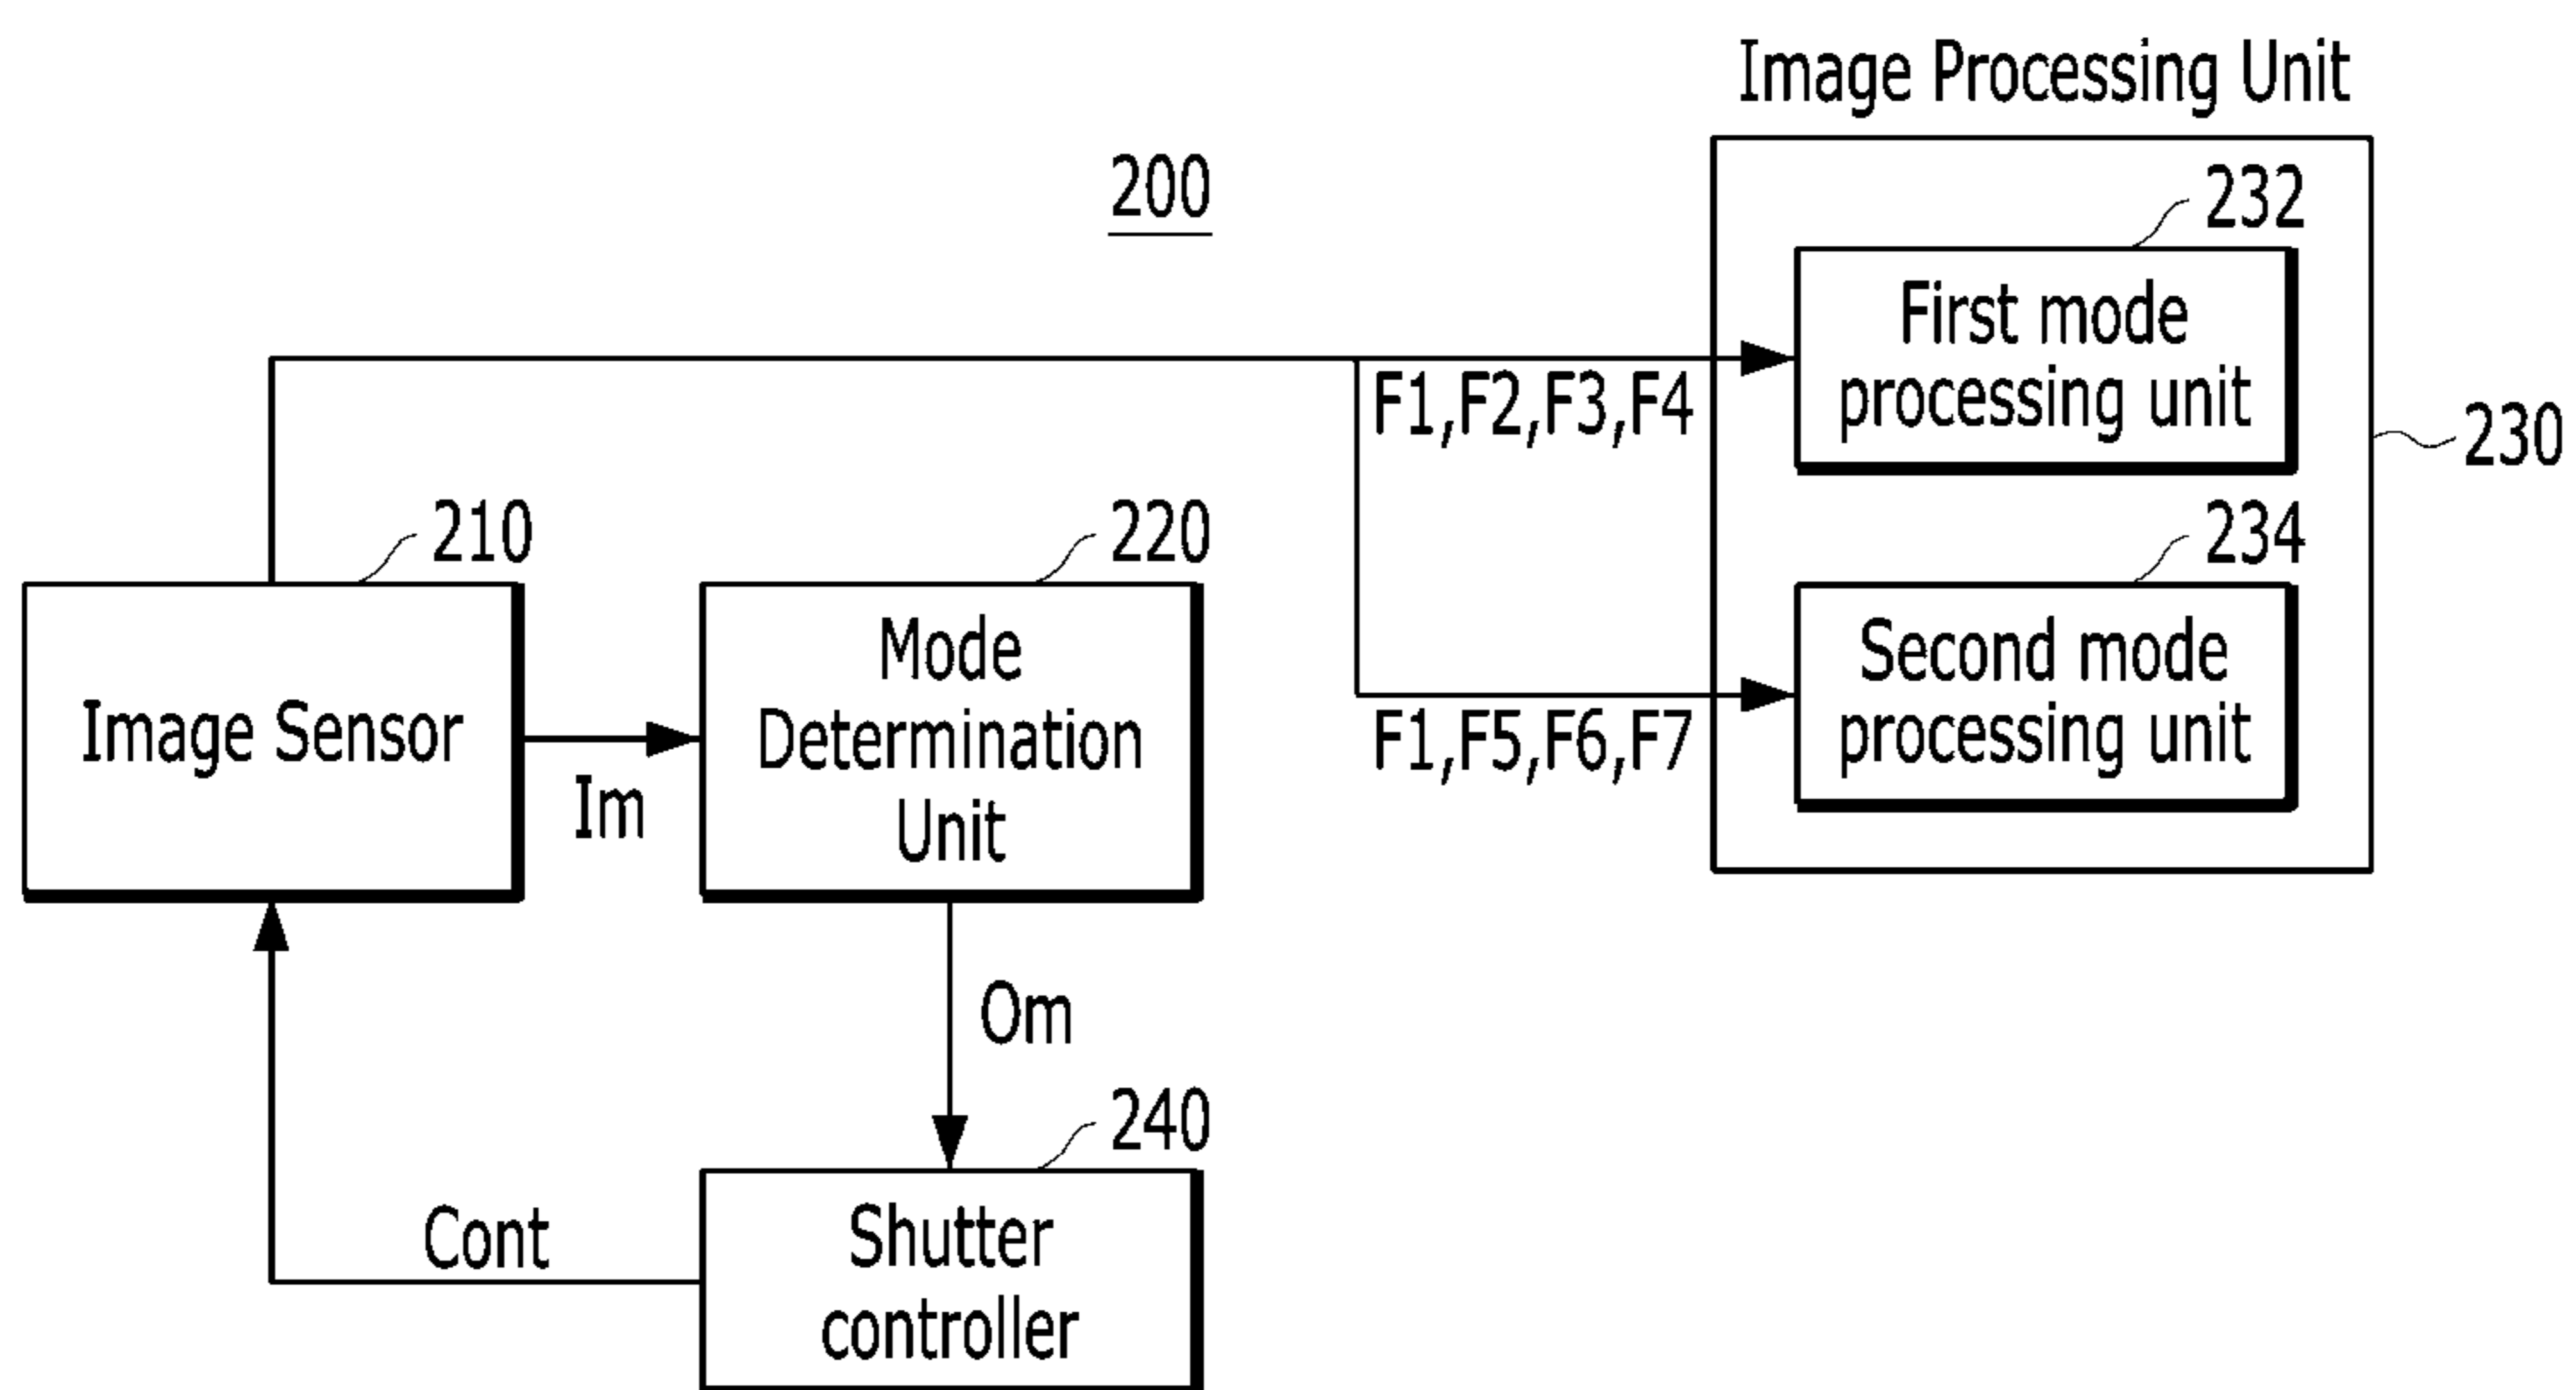 Image Processing Unit
200
232
First mode
processing unit
F1,F2,F3,F4
230
210
220
234
Image Sensor
Im
Mode
Determination
Unit
Second mode
processing unit
F1,F5,F6,F7
Om
240
Cont
Shutter
controller